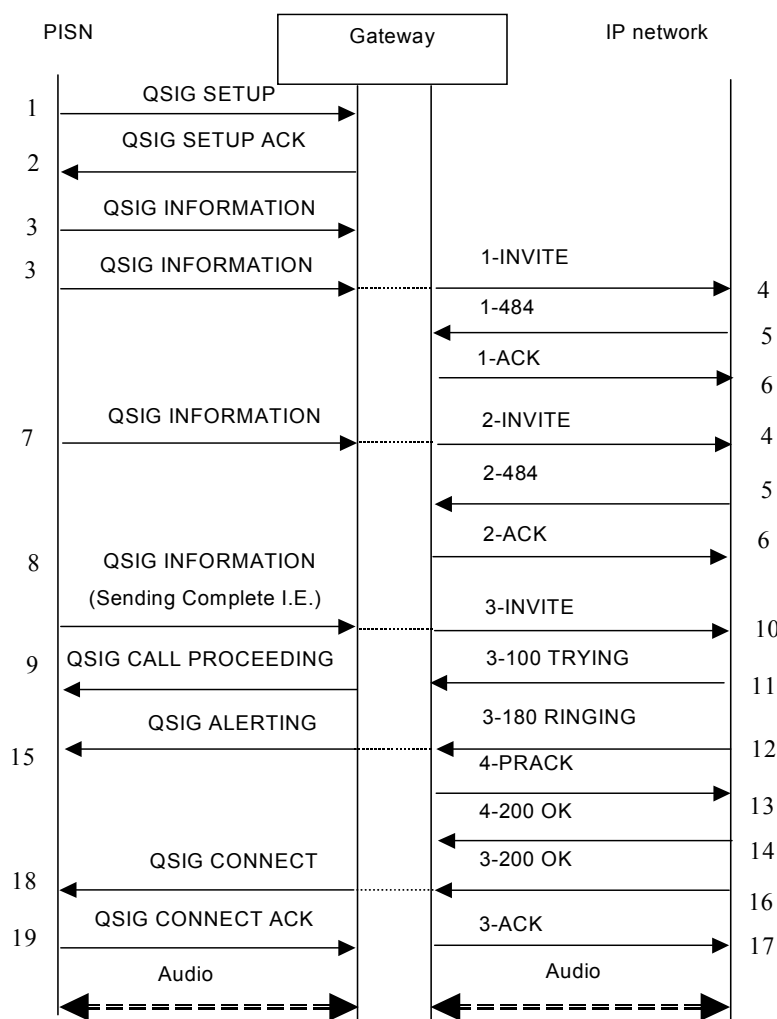 PISN Gateway IP network
1 QSIG SETUP
QSIG SETUP ACK
2
QSIG INFORMATION
3
3 QSIG INFORMATION 1-INVITE
4
1-484
5
1-ACK
6
7 QSIG INFORMATION 2-INVITE
4
2-484
5
2-ACK
6
8 QSIG INFORMATION
(Sending Complete I.E.) 3-INVITE
10
9 QSIG CALL PROCEEDING 3-100 TRYING
11
QSIG ALERTING 3-180 RINGING
15 12
4-PRACK
13
4-200 OK
14
QSIG CONNECT 3-200 OK
18 16
QSIG CONNECT ACK 3-ACK
19 17
Audio Audio